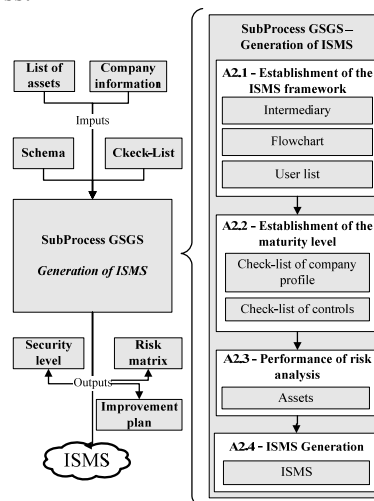 List of
assets
Company
information
Imputs
Schema
Ckeck-List
SubProcess GSGS
Generation of ISMS
Security
level
Risk
matrix
Outputs
Improvement
plan
ISMS
SubProcess GSGS–
Generation of ISMS
A2.1 - Establishment of the
ISMS framework
Intermediary
Flowchart
User list
A2.2 - Establishment of the
maturity level
Check-list of company
profile
Check-list of controls
A2.3 - Performance of risk
analysis
Assets
A2.4 - ISMS Generation
ISMS